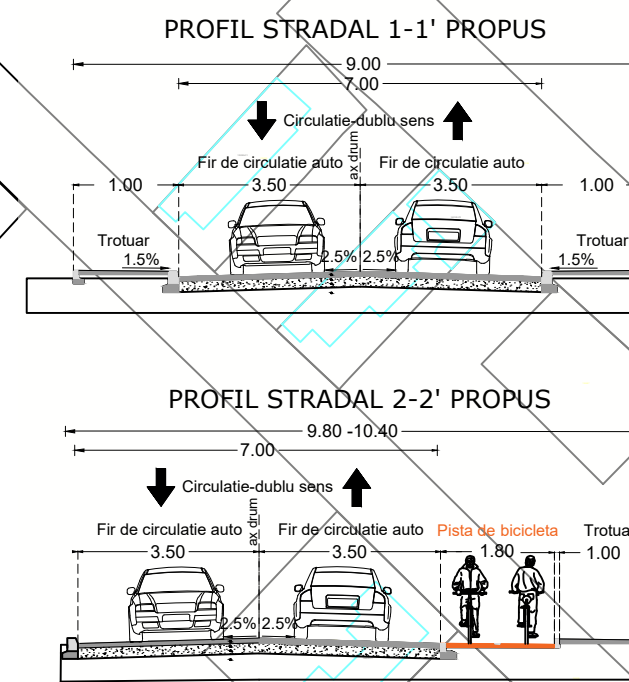 PROFIL STRADAL 1-1' PROPUS
9.00
7.00
Circulatie-dublu sens
ax drum
Fir de circulatie auto Fir de circulatie auto
1.00 3.50 3.50 1.00
Trotuar Trotuar
1.5% 2.5% 2.5% 1.5%
PROFIL STRADAL 2-2' PROPUS
9.80 -10.40
7.00
Circulatie-dublu sens
ax drum
Fir de circulatie auto Fir de circulatie auto Pista de bicicleta Trotua
3.50 3.50 1.80 1.00
2.5% 2.5%